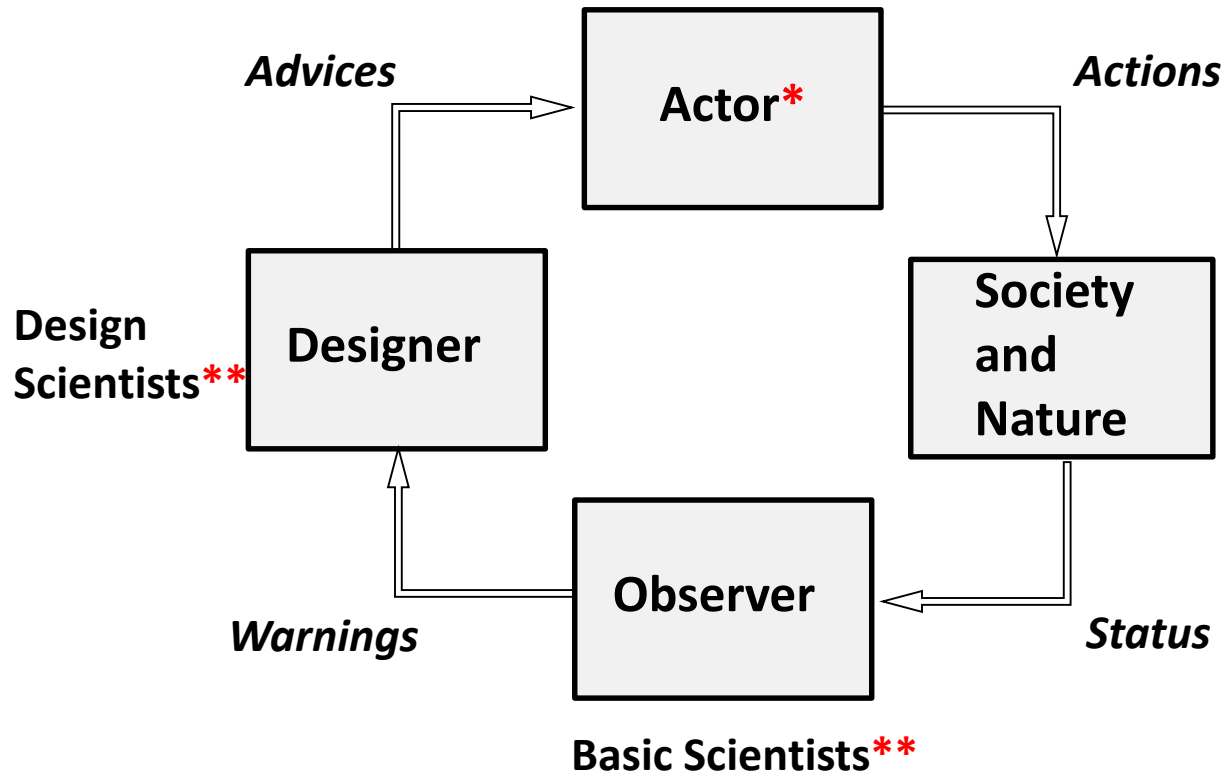 Advices
Actor*
Actions
Design
Scientists**
Designer
Society
and
Nature
Warnings
Observer
Status
Basic Scientists**